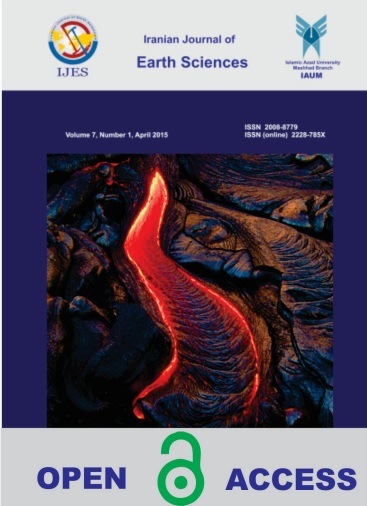 IJES
Iranian Journal of
Earth Sciences
Islamic Azad University
Mashhad Branch
IAUM
Volume 7, Number 1, April 2015
ISSN 2008-8779
ISSN (online) 2228-785X
OPEN ACCESS